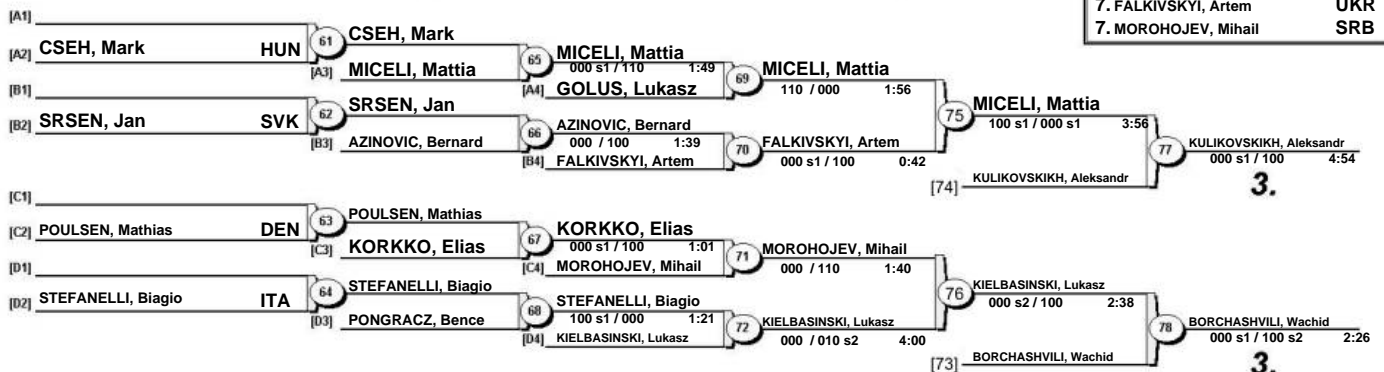 7. FALKIVSKYI, Artem UKR
7. MOROHOJEV, Mihail SRB
[A1]
[A2] CSEH, Mark HUN
61 CSEH, Mark
[A3] MICELI, Mattia
65 MICELI, Mattia
000 s1 / 110 1:49
[A4] GOLUS, Lukasz
69 MICELI, Mattia
110 / 000 1:56
[B1]
[B2] SRSEN, Jan SVK
62 SRSEN, Jan
[B3] AZINOVIC, Bernard
66 AZINOVIC, Bernard
000 / 100 1:39
[B4] FALKIVSKYI, Artem
70 FALKIVSKYI, Artem
000 s1 / 100 0:42
75 MICELI, Mattia
100 s1 / 000 s1 3:56
[74] KULIKOVSKIKH, Aleksandr
77 KULIKOVSKIKH, Aleksandr
000 s1 / 100 4:54
3.
[C1]
[C2] POULSEN, Mathias DEN
63 POULSEN, Mathias
[C3] KORKKO, Elias
67 KORKKO, Elias
000 s1 / 100 1:01
[C4] MOROHOJEV, Mihail
71 MOROHOJEV, Mihail
000 / 110 1:40
[D1]
[D2] STEFANELLI, Biagio ITA
64 STEFANELLI, Biagio
[D3] PONGRACZ, Bence
68 STEFANELLI, Biagio
100 s1 / 000 1:21
[D4] KIELBASINSKI, Lukasz
72 KIELBASINSKI, Lukasz
000 / 010 s2 4:00
76 KIELBASINSKI, Lukasz
000 s2 / 100 2:38
[73] BORCHASHVILI, Wachid
78 BORCHASHVILI, Wachid
000 s1 / 100 s2 2:26
3.